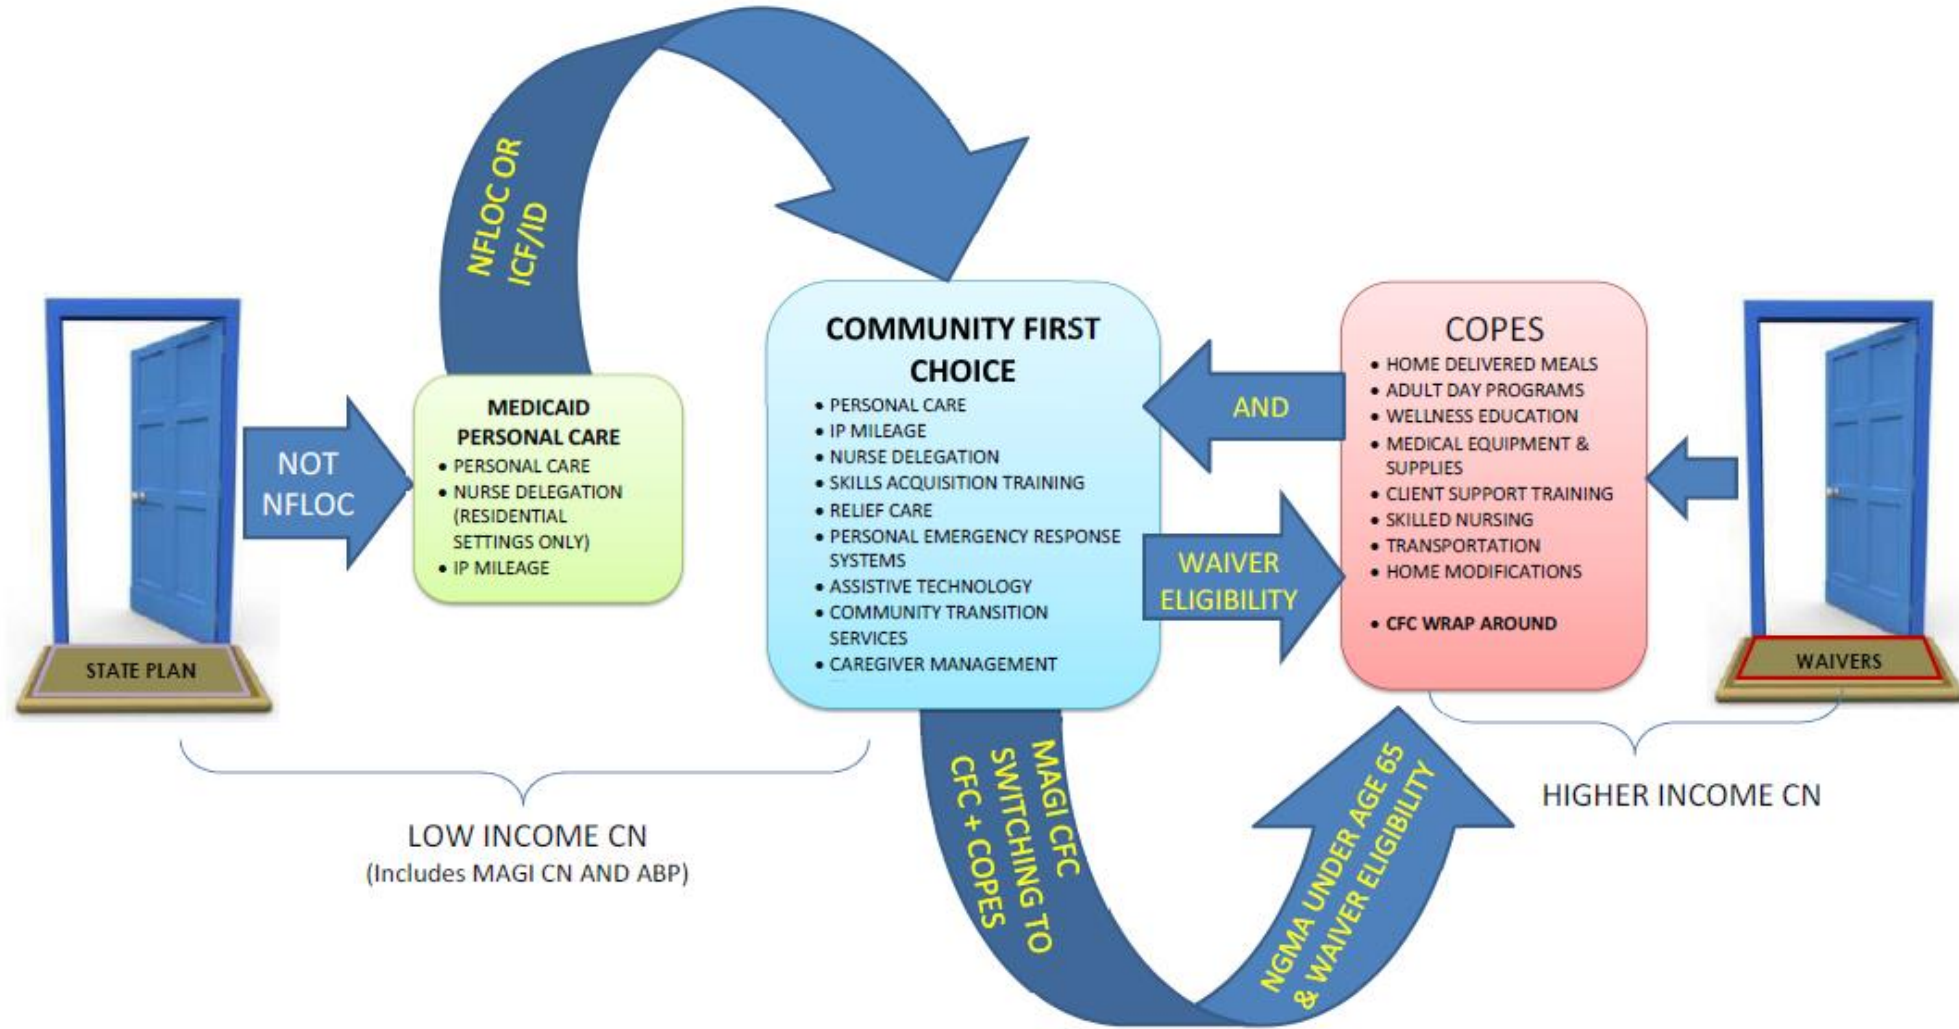 NFLOC OR
ICF/ID
STATE PLAN
NOT
NFLOC
MEDICAID
PERSONAL CARE
• PERSONAL CARE
• NURSE DELEGATION
(RESIDENTIAL
SETTINGS ONLY)
• IP MILEAGE
COMMUNITY FIRST
CHOICE
• PERSONAL CARE
• IP MILEAGE
• NURSE DELEGATION
• SKILLS ACQUISITION TRAINING
• RELIEF CARE
• PERSONAL EMERGENCY RESPONSE
SYSTEMS
• ASSISTIVE TECHNOLOGY
• COMMUNITY TRANSITION
SERVICES
• CAREGIVER MANAGEMENT
AND
WAIVER
ELIGIBILITY
COPES
• HOME DELIVERED MEALS
• ADULT DAY PROGRAMS
• WELLNESS EDUCATION
• MEDICAL EQUIPMENT &
SUPPLIES
• CLIENT SUPPORT TRAINING
• SKILLED NURSING
• TRANSPORTATION
• HOME MODIFICATIONS
• CFC WRAP AROUND
WAIVERS
LOW INCOME CN
(Includes MAGI CN AND ABP)
MAGI CFC
SWITCHING TO
CFC + COPES
NGMA UNDER AGE 65
& WAIVER ELIGIBILITY
HIGHER INCOME CN